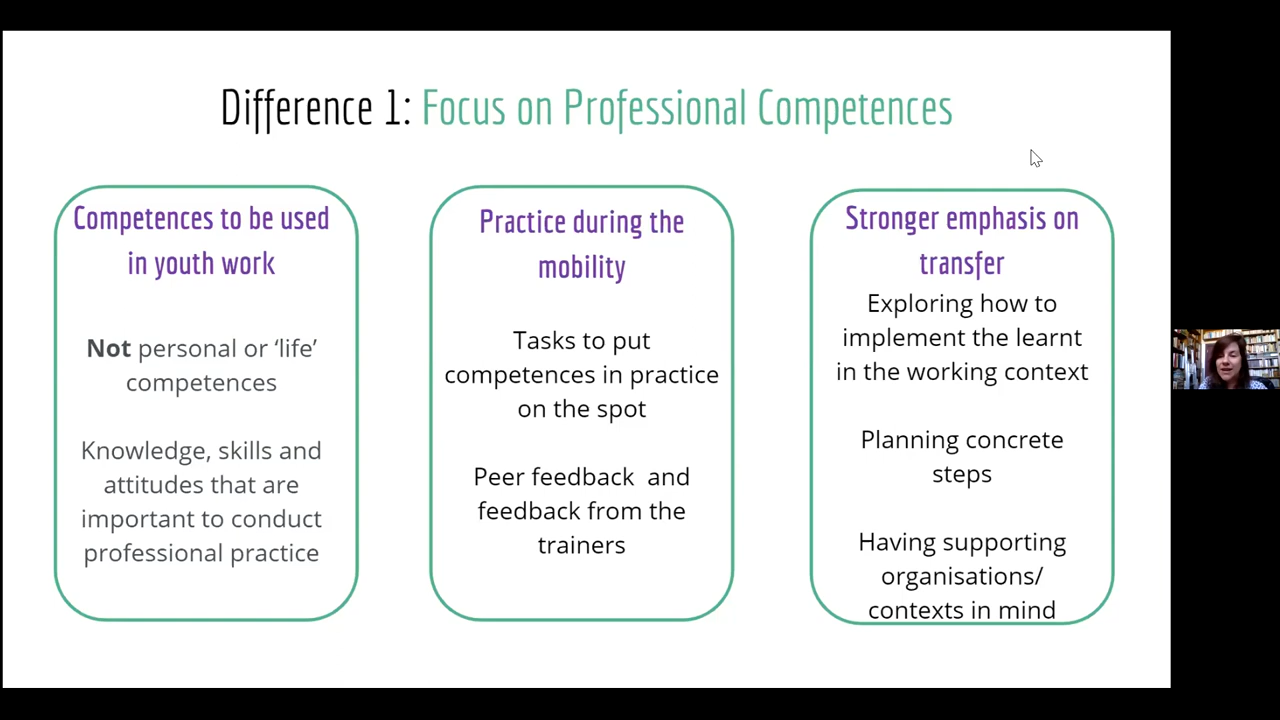 Difference 1: Focus on Professional Competences
Competences to be used
in youth work
Not personal or ‘life’
competences
Knowledge, skills and
attitudes that are
important to conduct
professional practice
Practice during the
mobility
Tasks to put
competences in practice
on the spot
Peer feedback  and
feedback from the
trainers
Stronger emphasis on
transfer
Exploring how to
implement the learnt
in the working context
Planning concrete
steps
Having supporting
organisations/
contexts in mind